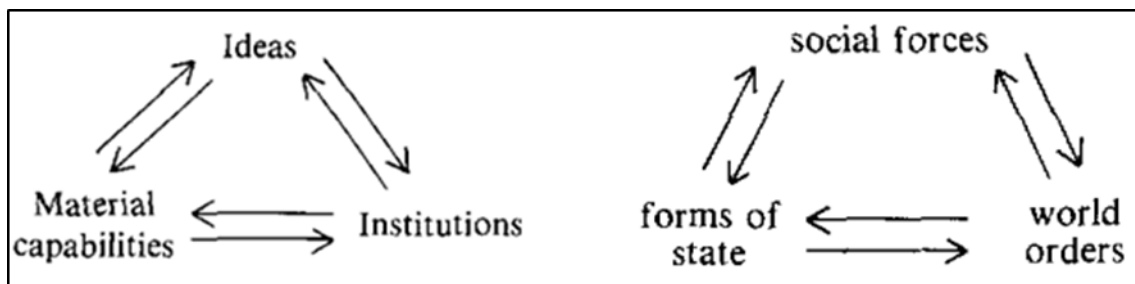 Ideas
Material
capabilities
Institutions
social forces
forms of
state
world
orders